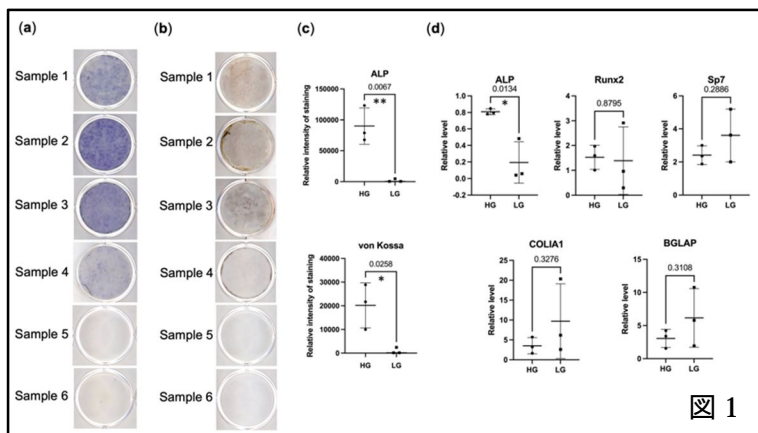 (a)
Sample 1
Sample 2
Sample 3
Sample 4
Sample 5
Sample 6
(b)
Sample 1
Sample 2
Sample 3
Sample 4
Sample 5
Sample 6
(c)
ALP
0.0067
**
Relative intensity of staining
150000
100000
50000
0
HG LG
von Kossa
0.0258
*
Relative intensity of staining
40000
30000
20000
10000
0
HG LG
(d)
ALP
0.0134
*
Relative level
1.0
0.8
0.6
0.4
0.2
0.0
-0.2
HG LG
Runx2
0.8795
Relative level
4
3
2
1
0
HG LG
Sp7
0.2886
Relative level
6
4
2
0
HG LG
COLIA1
0.3276
Relative level
25
20
15
10
5
0
HG LG
BGLAP
0.3108
Relative level
15
10
5
0
HG LG
図 1